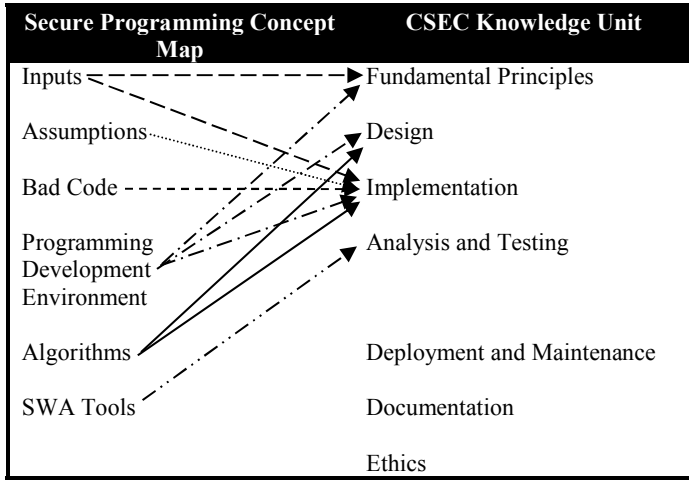 Secure Programming Concept
Map
CSEC Knowledge Unit
Inputs
Fundamental Principles
Assumptions
Design
Bad Code
Implementation
Programming
Development
Environment
Analysis and Testing
Algorithms
Deployment and Maintenance
SWA Tools
Documentation
Ethics